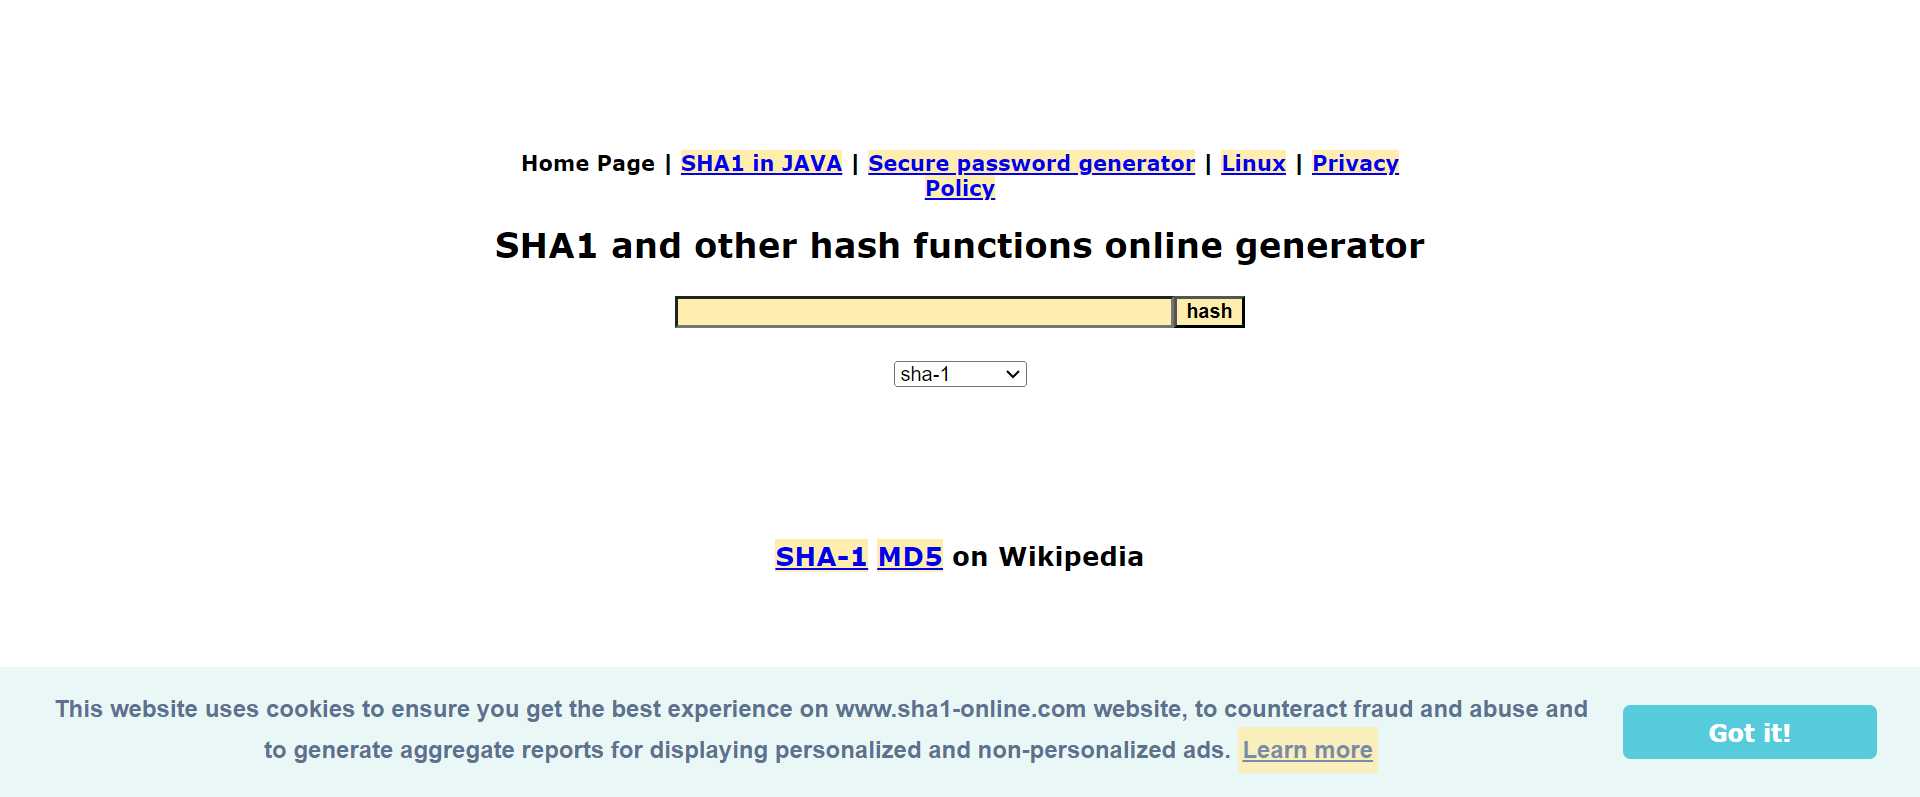 Home Page | SHA1 in JAVA | Secure password generator | Linux | Privacy
Policy
SHA1 and other hash functions online generator
hash
sha-1
SHA-1 MD5 on Wikipedia
This website uses cookies to ensure you get the best experience on www.sha1-online.com website, to counteract fraud and abuse and
to generate aggregate reports for displaying personalized and non-personalized ads. Learn more
Got it!